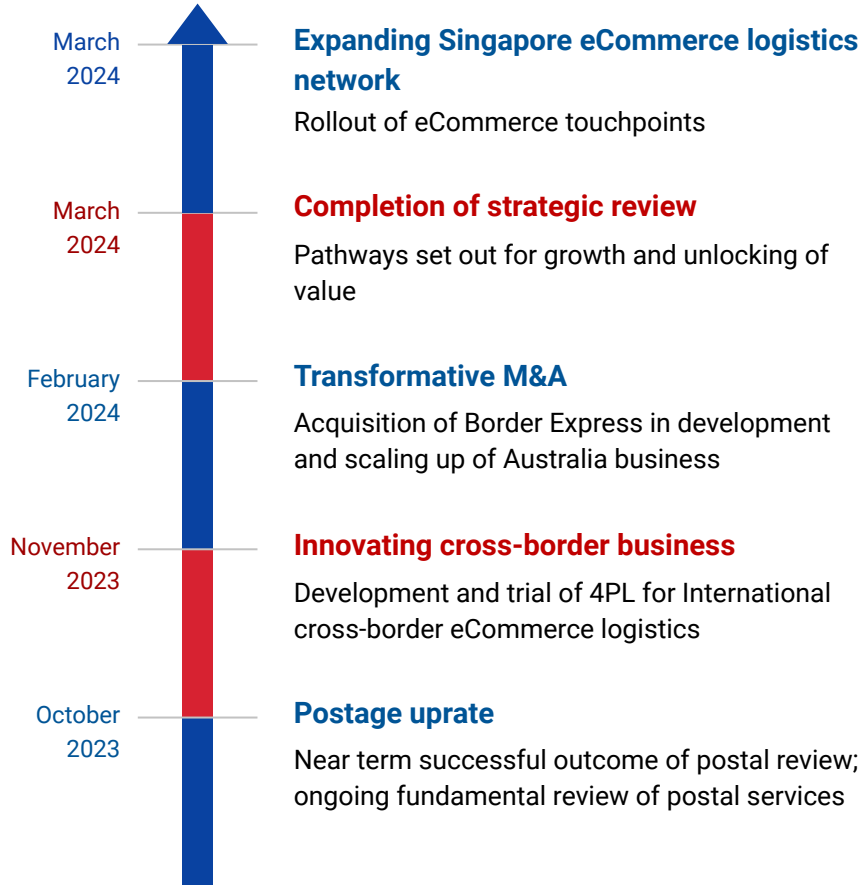 March
2024
Expanding Singapore eCommerce logistics
network
Rollout of eCommerce touchpoints
March
2024
Completion of strategic review
Pathways set out for growth and unlocking of
value
February
2024
Transformative M&A
Acquisition of Border Express in development
and scaling up of Australia business
November
2023
Innovating cross-border business
Development and trial of 4PL for International
cross-border eCommerce logistics
October
2023
Postage uprate
Near term successful outcome of postal review;
ongoing fundamental review of postal services